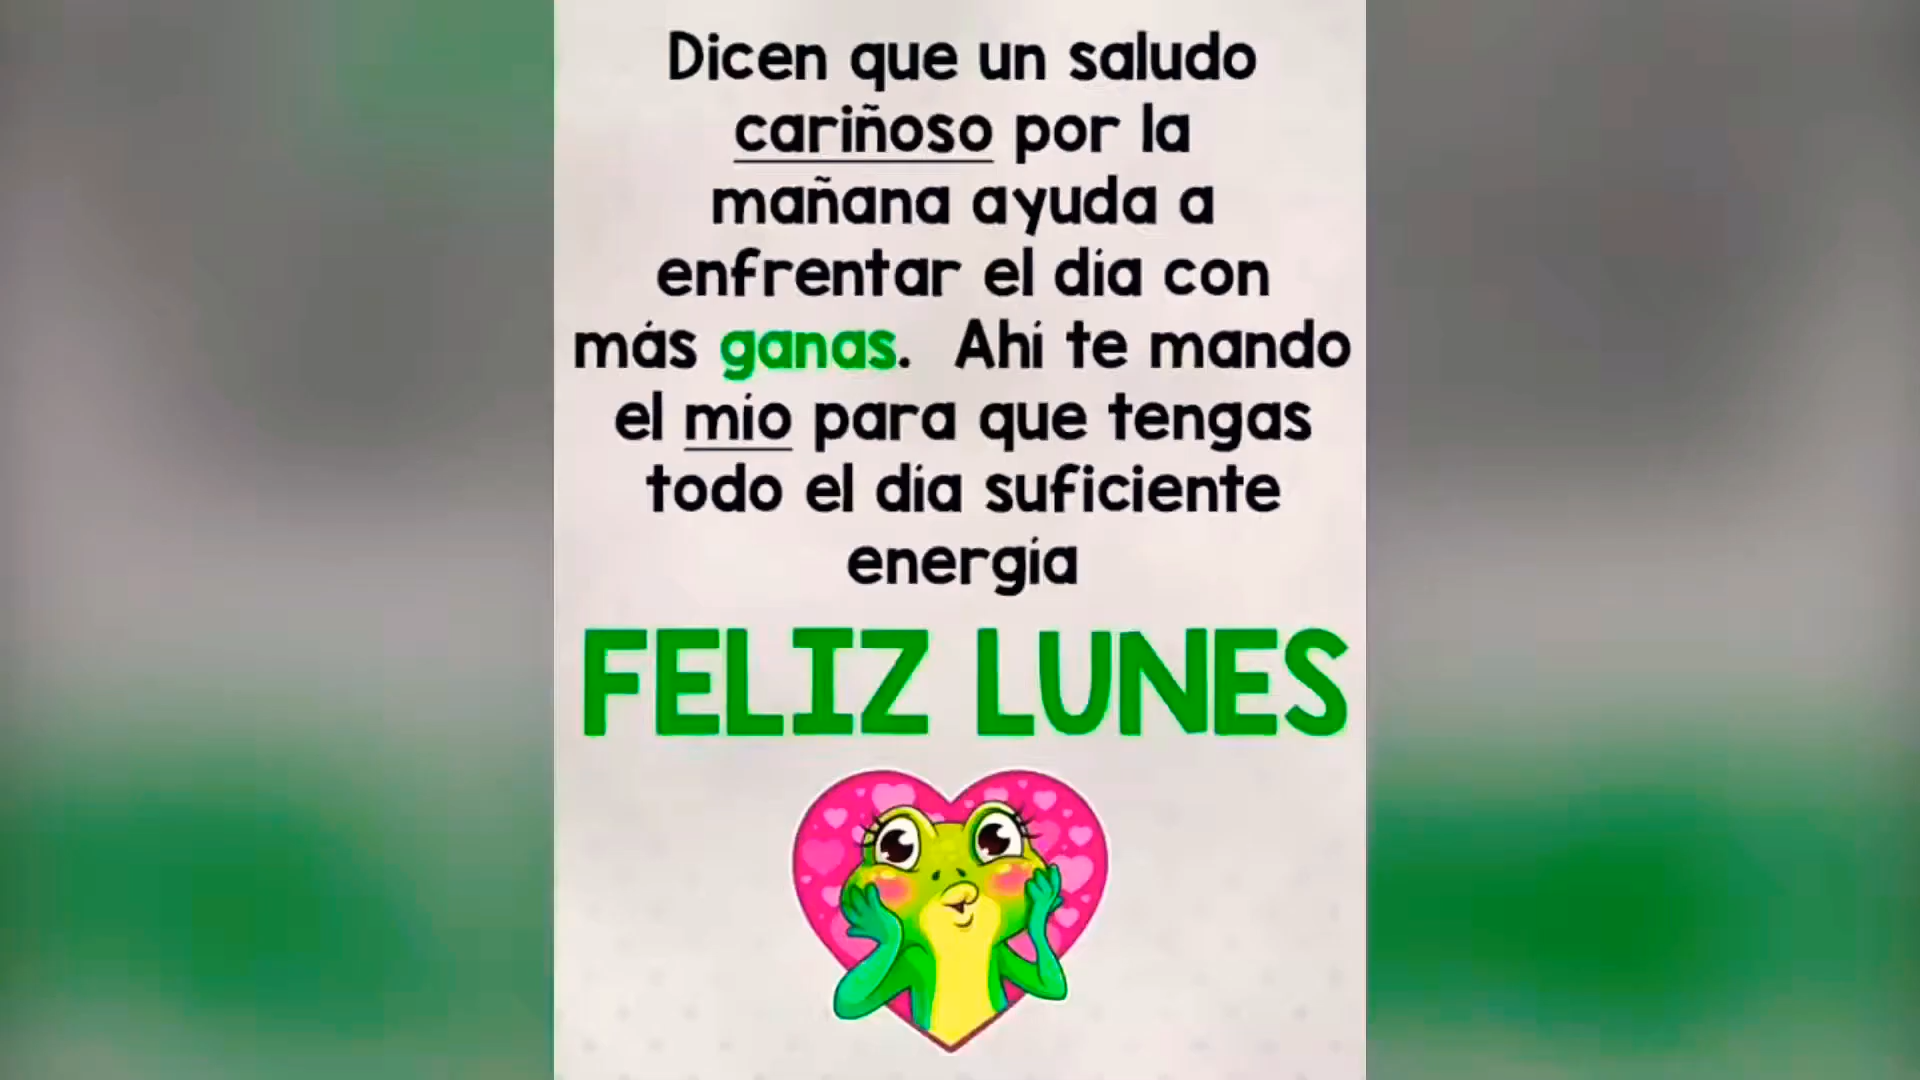 Dicen que un saludo
cariñoso por la
mañana ayuda a
enfrentar el día con
más ganas. Ahí te mando
el mío para que tengas
todo el día suficiente
energía
FELIZ LUNES